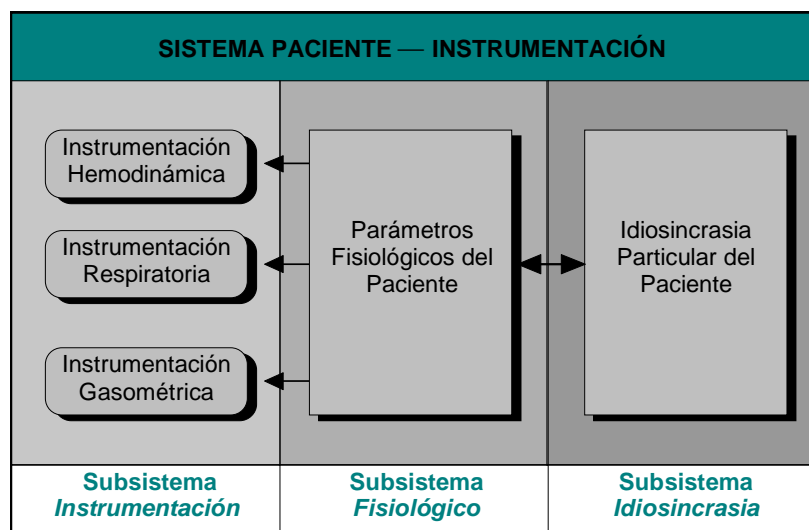 SISTEMA PACIENTE — INSTRUMENTACIÓN
Instrumentación
Hemodinámica
Instrumentación
Respiratoria
Instrumentación
Gasométrica
Parámetros
Fisiológicos del
Paciente
Idiosincrasia
Particular del
Paciente
Subsistema
Instrumentación
Subsistema
Fisiológico
Subsistema
Idiosincrasia